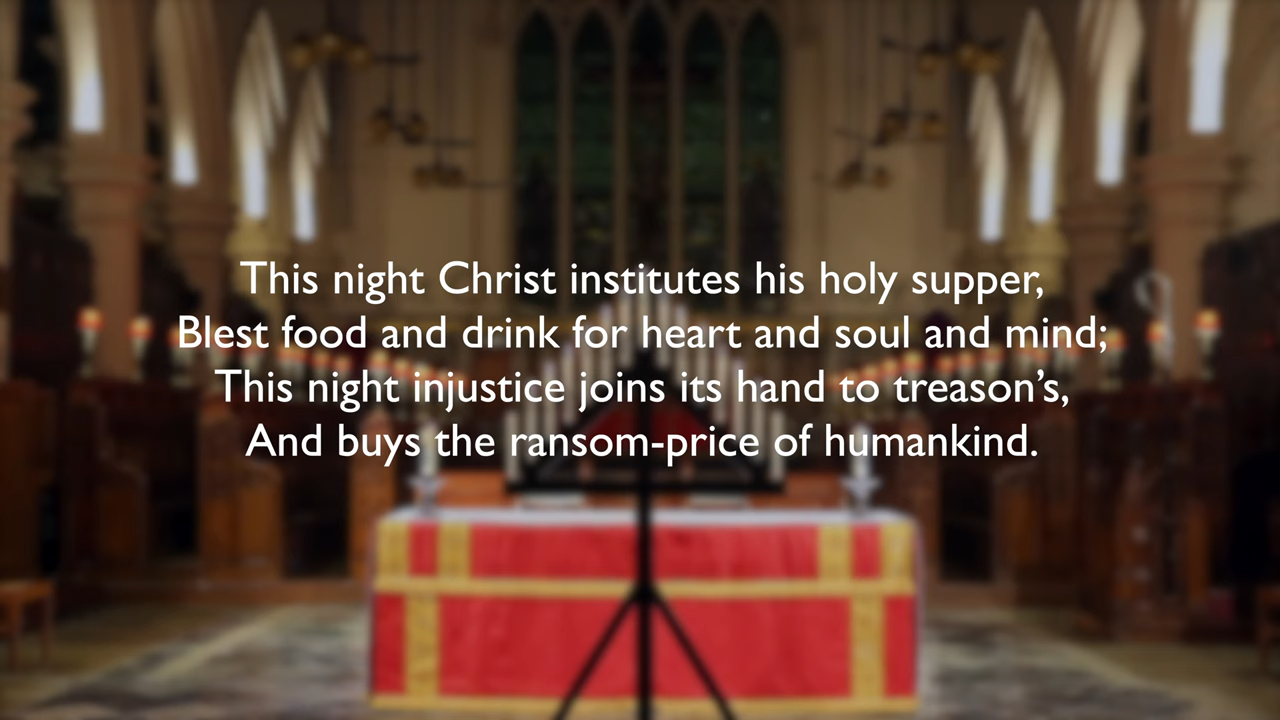 This night Christ institutes his holy supper,
Blest food and drink for heart and soul and mind;
This night injustice joins its hand to treason’s,
And buys the ransom-price of humankind.